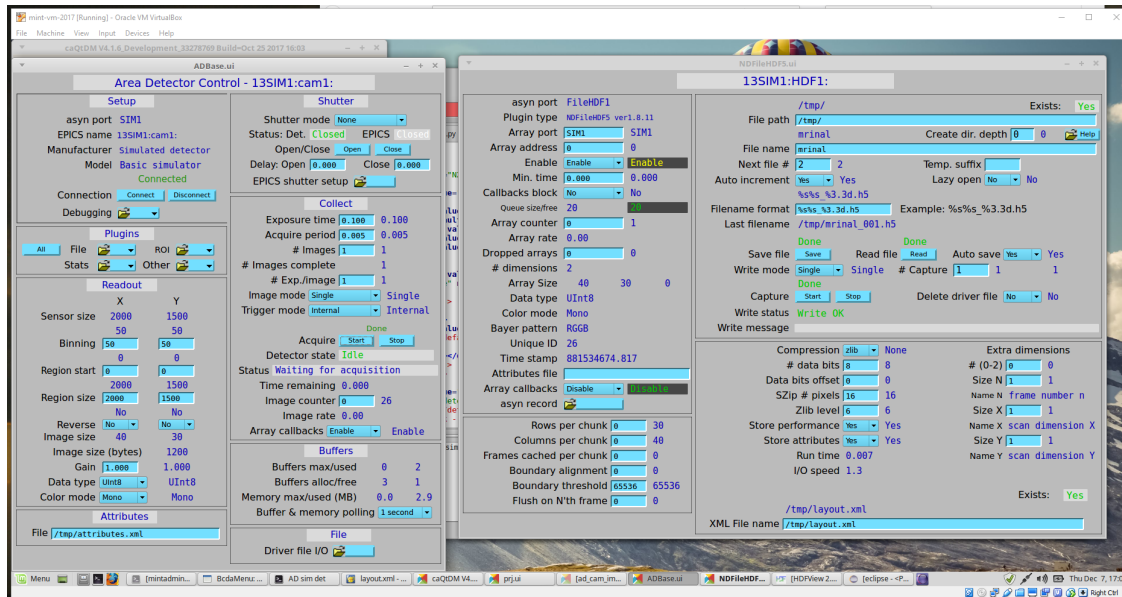 mint-vm-2017 [Running] - Oracle VM VirtualBox
File Machine View Input Devices Help
caQtDM V4.1.6_Development_33278769 Build=Oct 25 2017 16:03
ADBase.ui
Area Detector Control - 13SIM1:cam1:
Setup
asyn port SIM1
EPICS name 13SIM1:cam1:
Manufacturer Simulated detector
Model Basic simulator
Connected
Connection Connect Disconnect
Debugging
Plugins
All File ROI
Stats Other
Readout
X Y
Sensor size 2000 1500
50 50
Binning 50 50
0 0
Region start 0 0
2000 1500
Region size 2000 1500
No No
Reverse No No
Image size 40 30
Image size (bytes) 1200
Gain 1.000 1.000
Data type UInt8 UInt8
Color mode Mono Mono
Attributes
File /tmp/attributes.xml
Shutter
Shutter mode None
Status: Det. Closed EPICS Closed
Open/Close Open Close
Delay: Open 0.000 Close 0.000
EPICS shutter setup
Collect
Exposure time 0.100 0.100
Acquire period 0.005 0.005
# Images 1 1
# Images complete 1
# Exp./image 1 1
Image mode Single Single
Trigger mode Internal Internal
Done
Acquire Start Stop
Detector state Idle
Status Waiting for acquisition
Time remaining 0.000
Image counter 0 26
Image rate 0.00
Array callbacks Enable Enable
Buffers
Buffers max/used 0 2
Buffers alloc/free 3 1
Memory max/used (MB) 0.0 2.9
Buffer & memory polling 1 second
File
Driver file I/O
NDFileHDF5.ui
13SIM1:HDF1:
asyn port FileHDF1
Plugin type NDFileHDF5 ver1.8.11
Array port SIM1 SIM1
Array address 0 0
Enable Enable Enable
Min. time 0.000 0.000
Callbacks block No No
Queue size/free 20 20
Array counter 0 1
Array rate 0.00
Dropped arrays 0 0
# dimensions 2
Array Size 40 30 0
Data type UInt8
Color mode Mono
Bayer pattern RGGB
Unique ID 26
Time stamp 881534674.817
Attributes file
Array callbacks Disable Disable
asyn record
Rows per chunk 0 30
Columns per chunk 0 40
Frames cached per chunk 0 0
Boundary alignment 0 0
Boundary threshold 65536 65536
Flush on N'th frame 0 0
/tmp/ Exists: Yes
File path /tmp/
mrinal Create dir. depth 0 0 Help
File name mrinal
Next file # 2 2 Temp. suffix
Auto increment Yes Yes Lazy open No No
%s%s_%3.3d.h5
Filename format %s%s_%3.3d.h5 Example: %s%s_%3.3d.h5
Last filename /tmp/mrinal_001.h5
Done Done
Save file Save Read file Read Auto save Yes Yes
Write mode Single Single # Capture 1 1 1
Done
Capture Start Stop Delete driver file No No
Write status Write OK
Write message
Compression zlib None Extra dimensions
# data bits 8 8 # (0-2) 0 0
Data bits offset 0 0 Size N 1 1
SZip # pixels 16 16 Name N frame number n
Zlib level 6 6 Size X 1 1
Store performance Yes Yes Name X scan dimension X
Store attributes Yes Yes Size Y 1 1
Run time 0.007 Name Y scan dimension Y
I/O speed 1.3
Exists: Yes
/tmp/layout.xml
XML File name /tmp/layout.xml
Menu [mintadmin... BcdaMenu: ... AD sim det layout.xml -... caQtDM V4.... prj.ui [ad_cam_im... ADBase.ui NDFileHDF... [HDFView 2.... [eclipse - <P... Thu Dec 7, 17:0
Right Ctrl